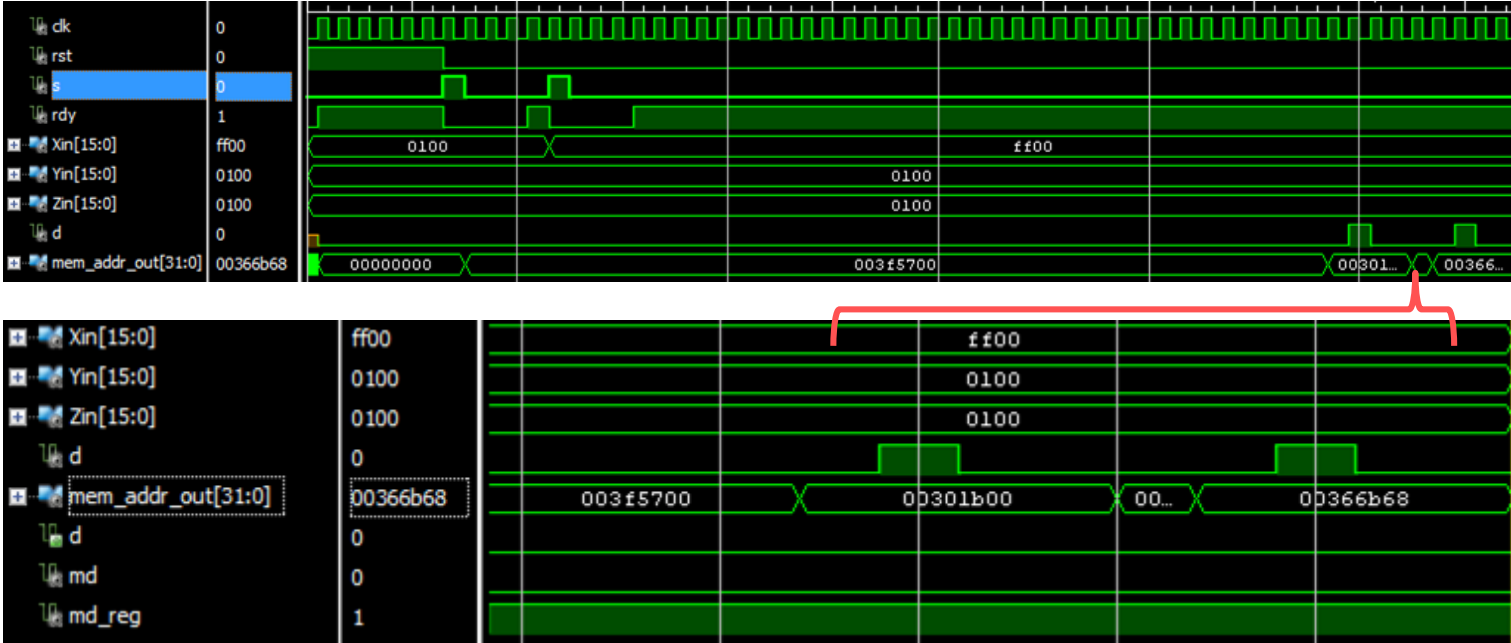 clk 0
rst 0
s 0
rdy 1
Xin[15:0] ff00 0100 ff00
Yin[15:0] 0100 0100
Zin[15:0] 0100 0100
d 0
mem_addr_out[31:0] 00366b68 00000000 003f5700 00301... 00366...
Xin[15:0] ff00 ff00
Yin[15:0] 0100 0100
Zin[15:0] 0100 0100
d 0
mem_addr_out[31:0] 00366b68 003f5700 00301b00 00... 00366b68
d 0
md 0
md_reg 1